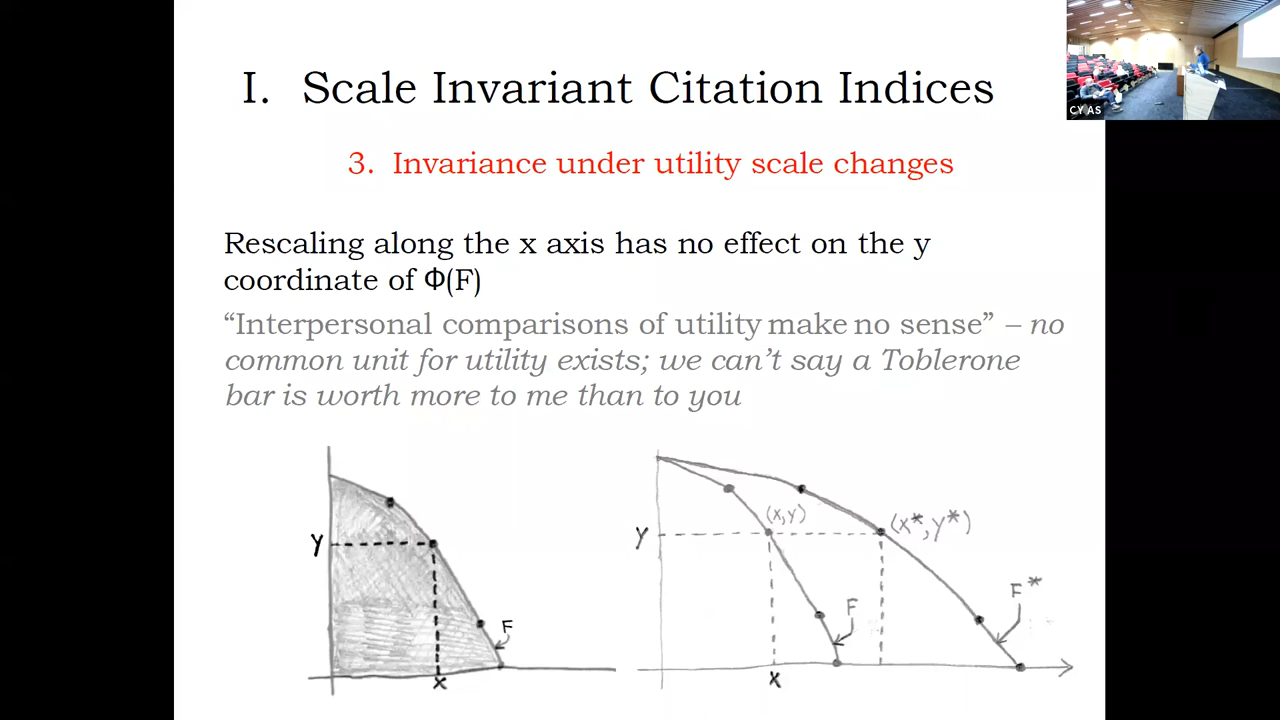 I. Scale Invariant Citation Indices
CY AS
3. Invariance under utility scale changes
Rescaling along the x axis has no effect on the y
coordinate of Φ(F)
“Interpersonal comparisons of utility make no sense” – no
common unit for utility exists; we can’t say a Toblerone
bar is worth more to me than to you
y
F
x
(x,y)
y
(x*,y*)
F
F*
x